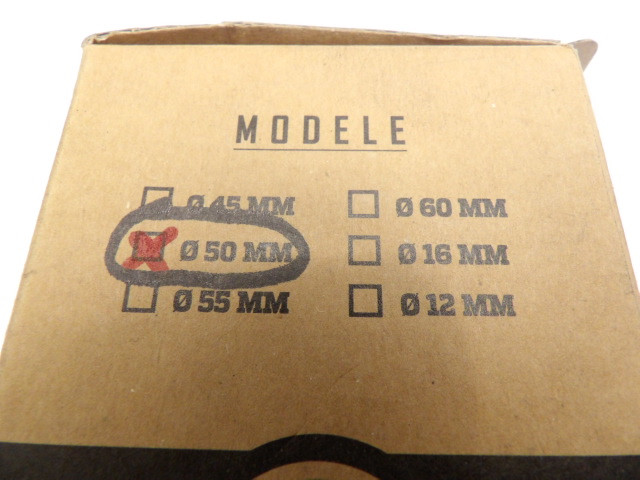 MODELE
Ø 45 MM
Ø 50 MM
Ø 55 MM
Ø 60 MM
Ø 16 MM
Ø 12 MM